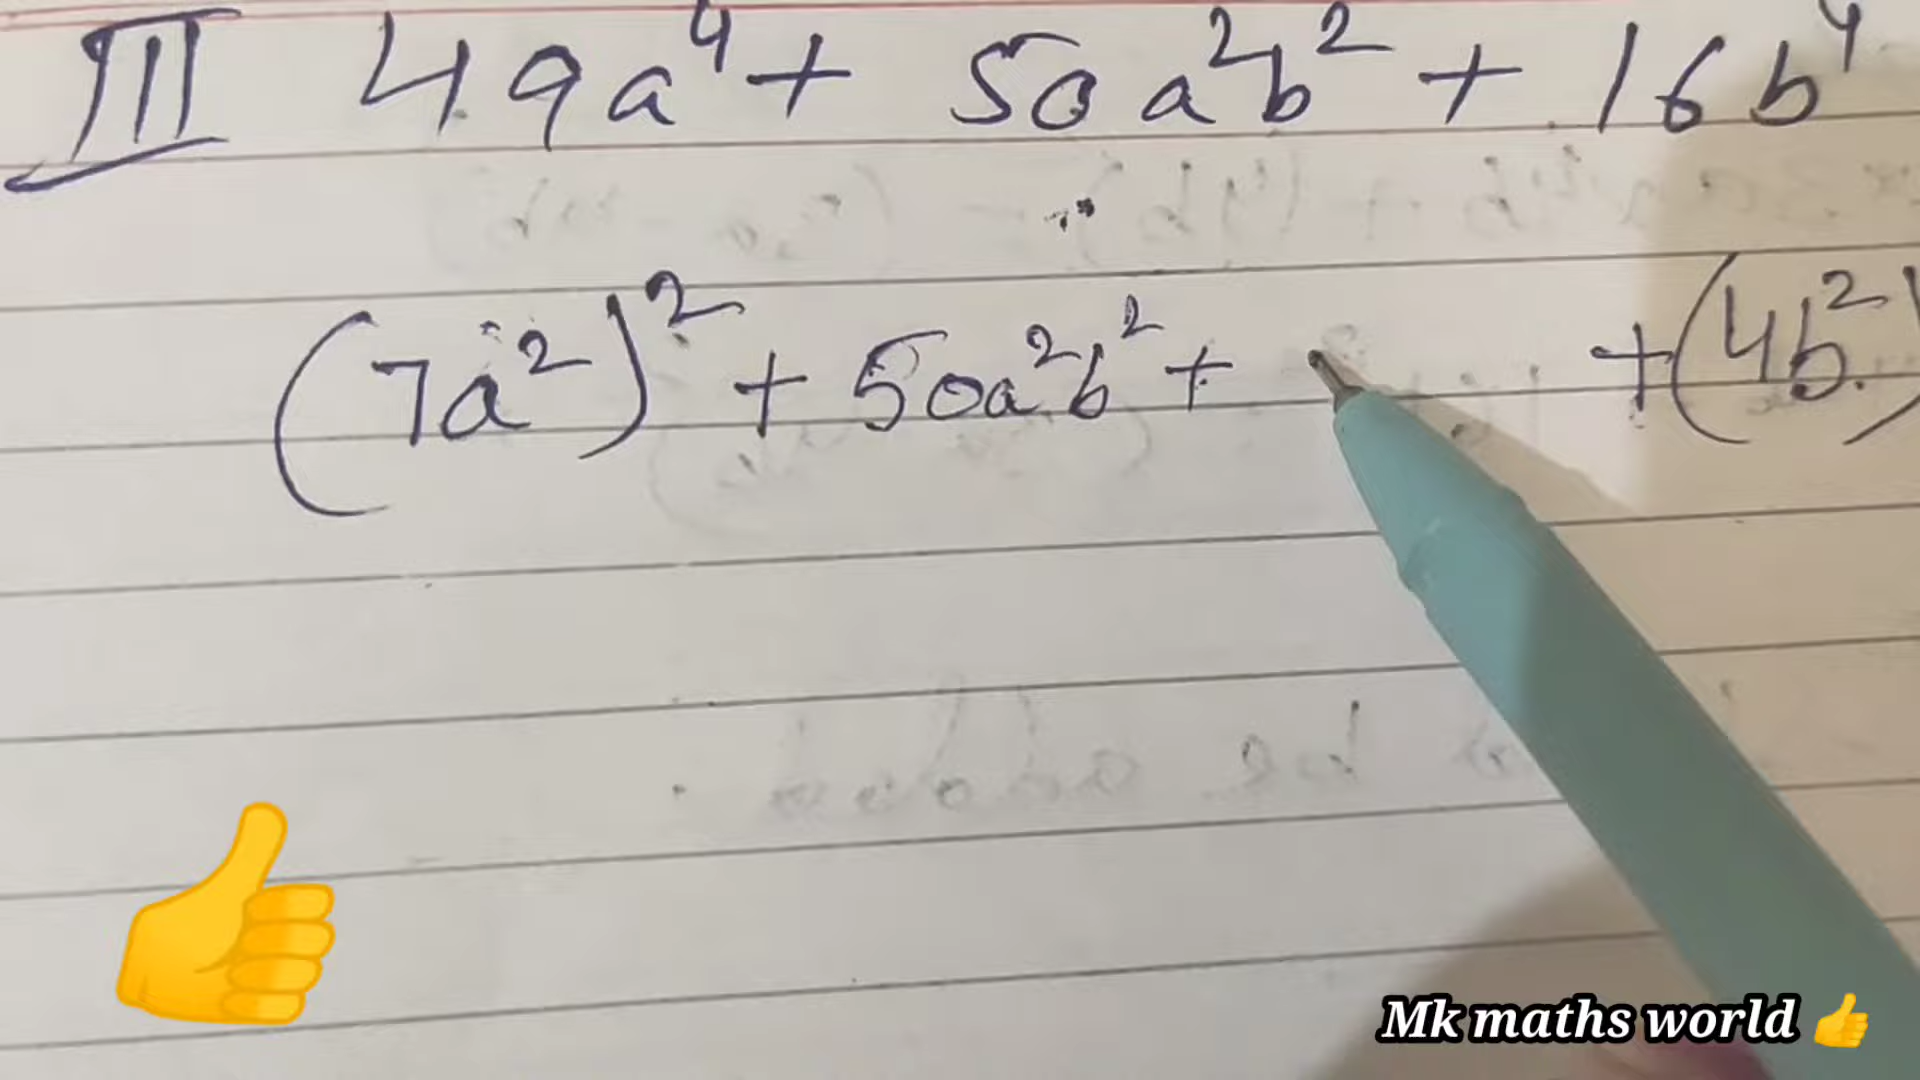 III 49a⁴ + 50a²b² + 16b⁴
(7a²)² + 50a²b² + + (4b²)
Mk maths world 👍